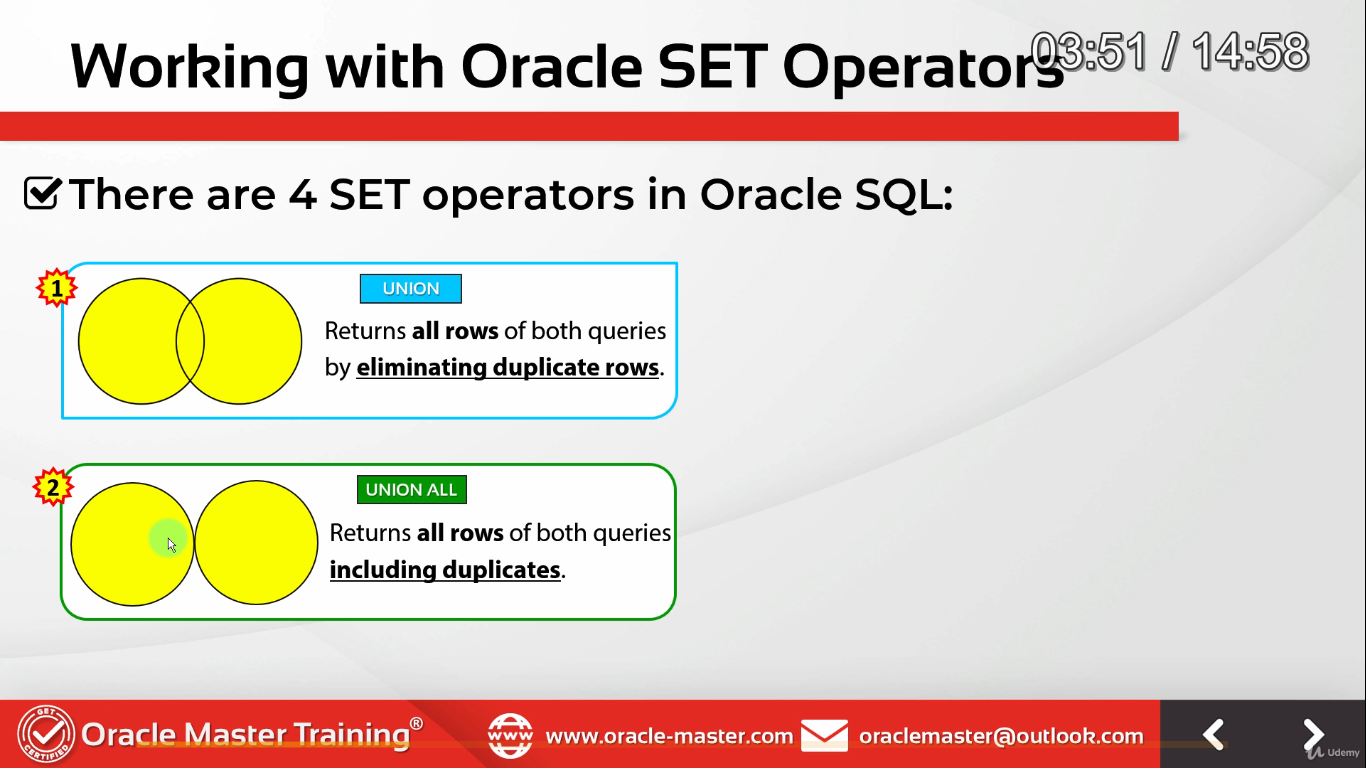 Working with Oracle SET Operators
03:51 / 14:58
There are 4 SET operators in Oracle SQL:
1
UNION
Returns all rows of both queries
by eliminating duplicate rows.
2
UNION ALL
Returns all rows of both queries
including duplicates.
GET
CERTIFIED
Oracle Master Training®
WWW
www.oracle-master.com
oraclemaster@outlook.com
Udemy